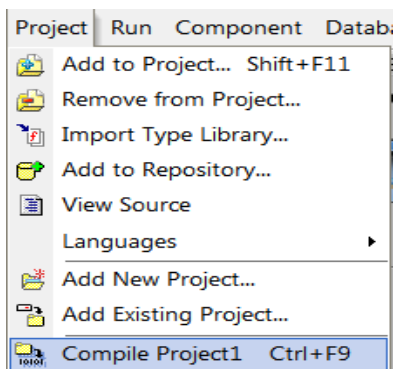 Project Run Component Datab
Add to Project... Shift+F11
Remove from Project...
Import Type Library...
Add to Repository...
View Source
Languages
Add New Project...
Add Existing Project...
Compile Project1 Ctrl+F9